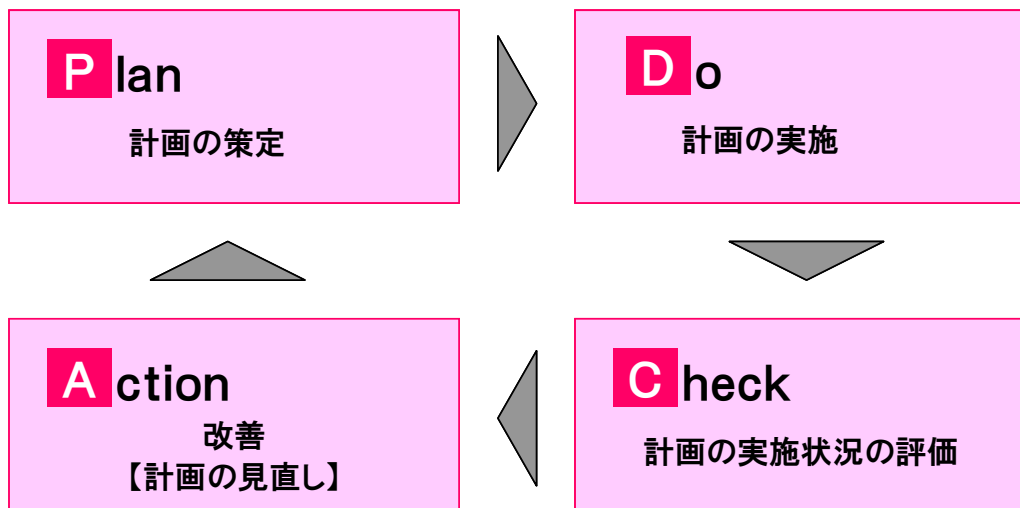 Plan
計画の策定
Do
計画の実施
Action
改善
【計画の見直し】
Check
計画の実施状況の評価